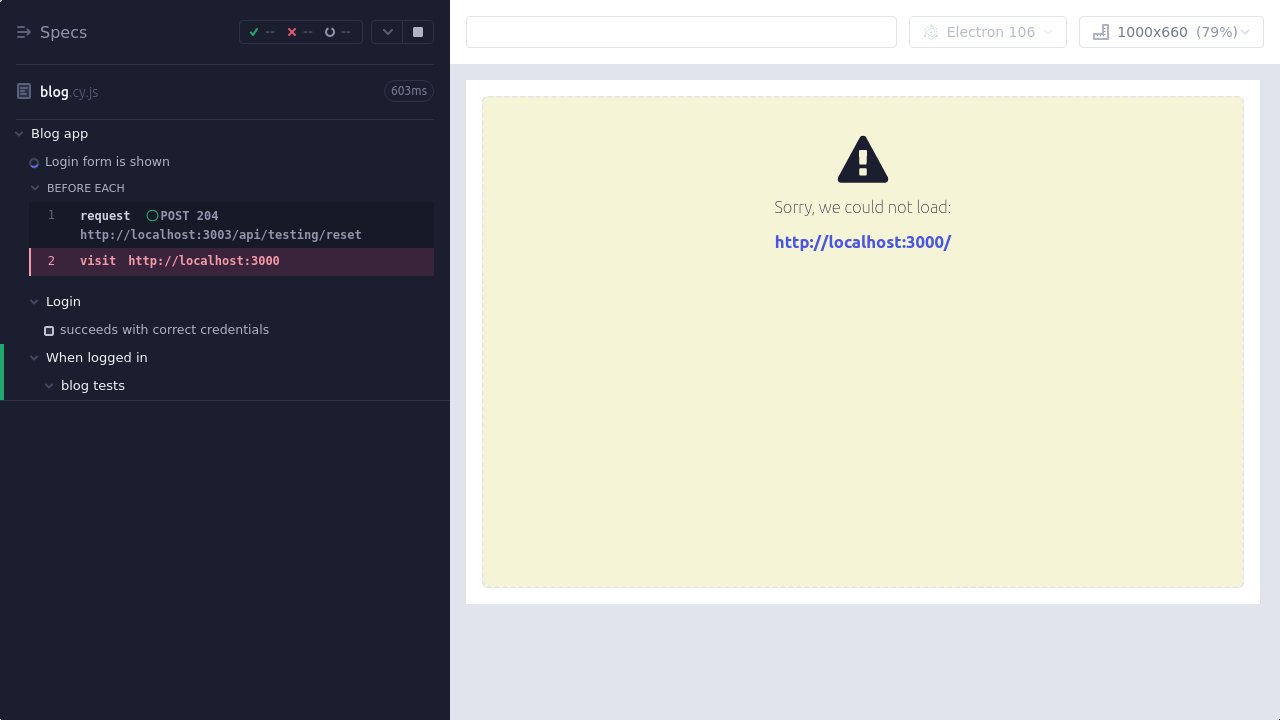 Specs
-- -- --
Electron 106
1000x660 (79%)
blog.cy.js
603ms
Blog app
Login form is shown
BEFORE EACH
1 request POST 204
http://localhost:3003/api/testing/reset
2 visit http://localhost:3000
Login
succeeds with correct credentials
When logged in
blog tests
Sorry, we could not load:
http://localhost:3000/